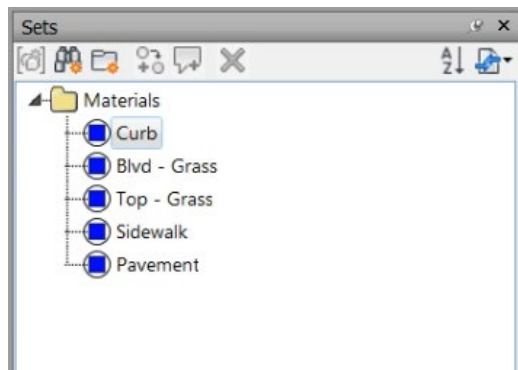 Sets
Materials
Curb
Blvd - Grass
Top - Grass
Sidewalk
Pavement